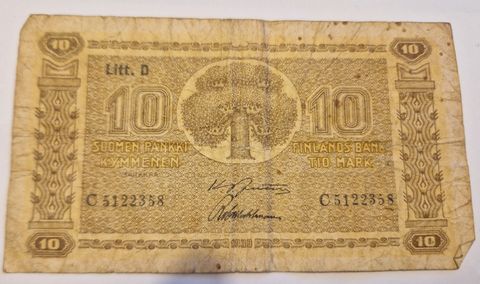 10 10
Litt. D
10 10
SUOMEN PANKKI FINLANDS BANK
KYMMENEN TIO MARK
C 5122358 C 5122358
10 10